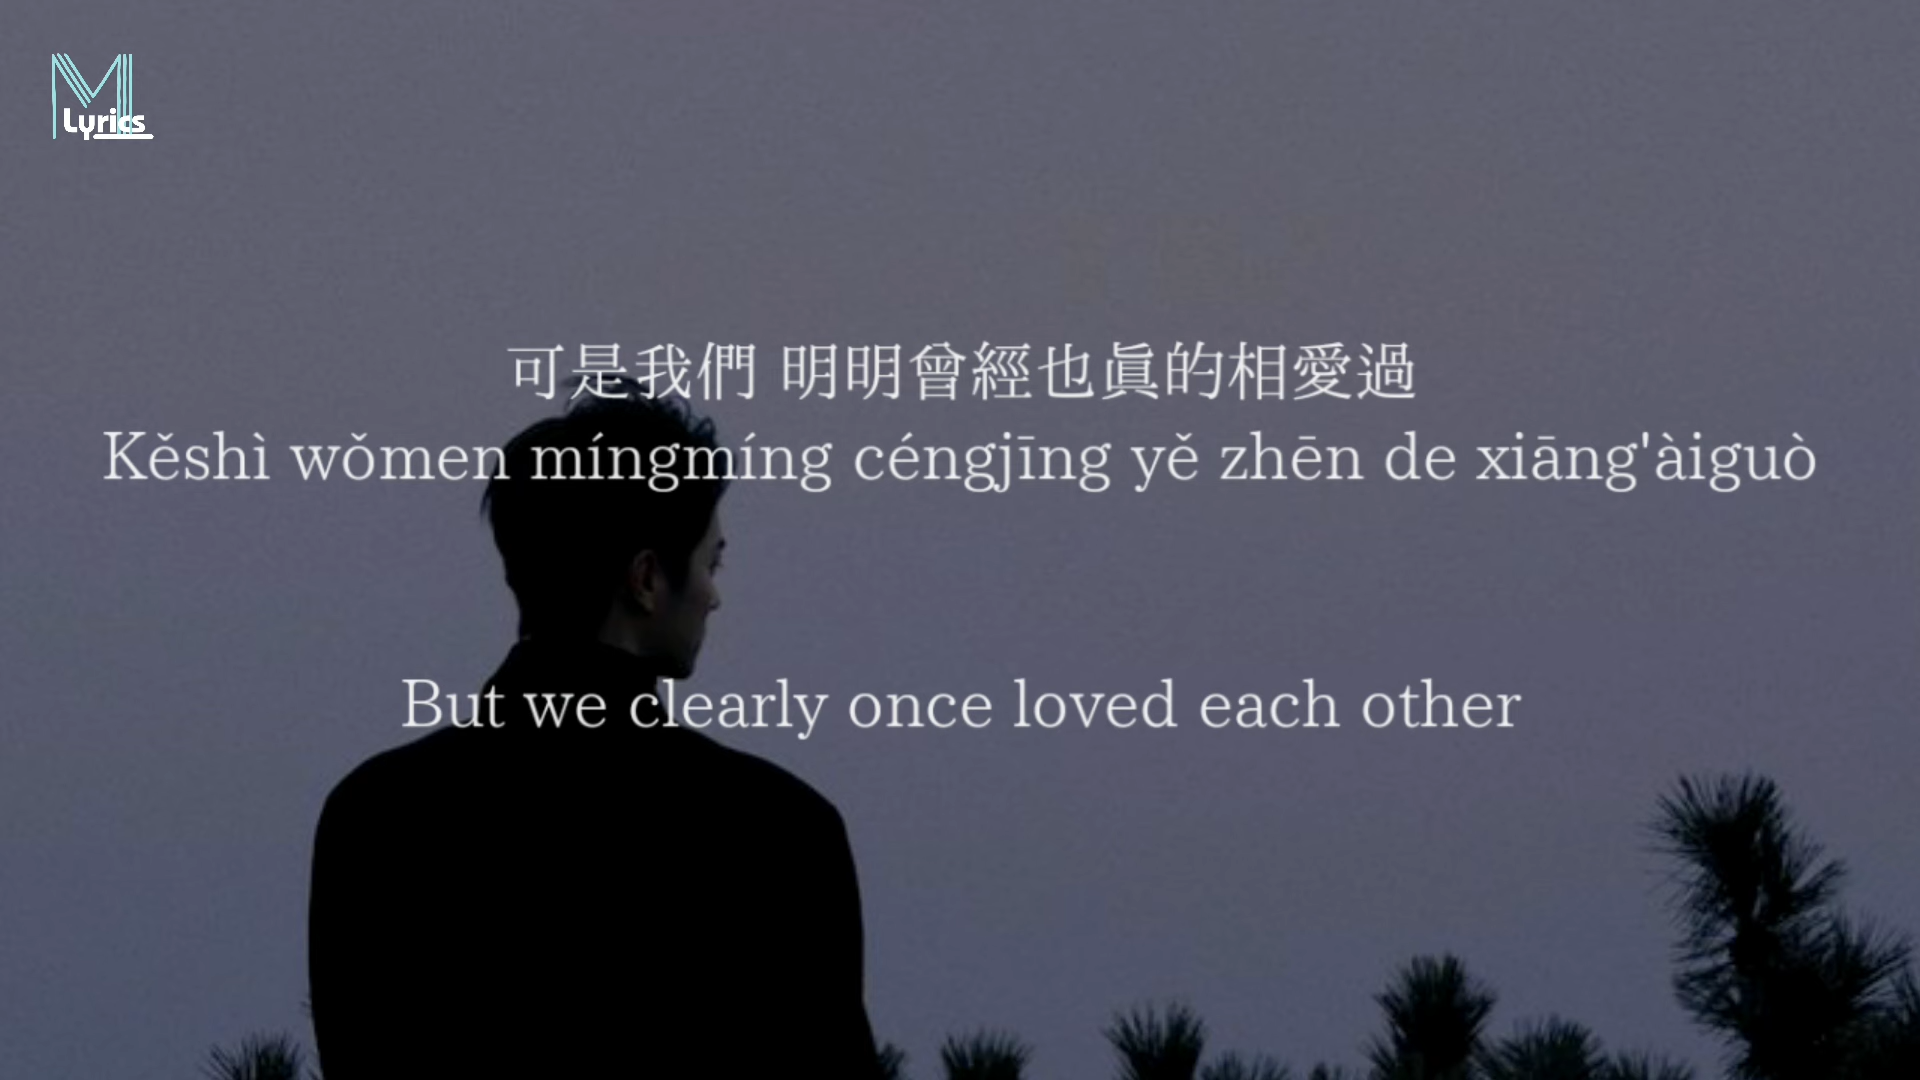 M
Lyrics
可是我們 明明曾經也眞的相愛過
Kěshì wǒmen míngmíng céngjīng yě zhēn de xiāng'àiguò
But we clearly once loved each other